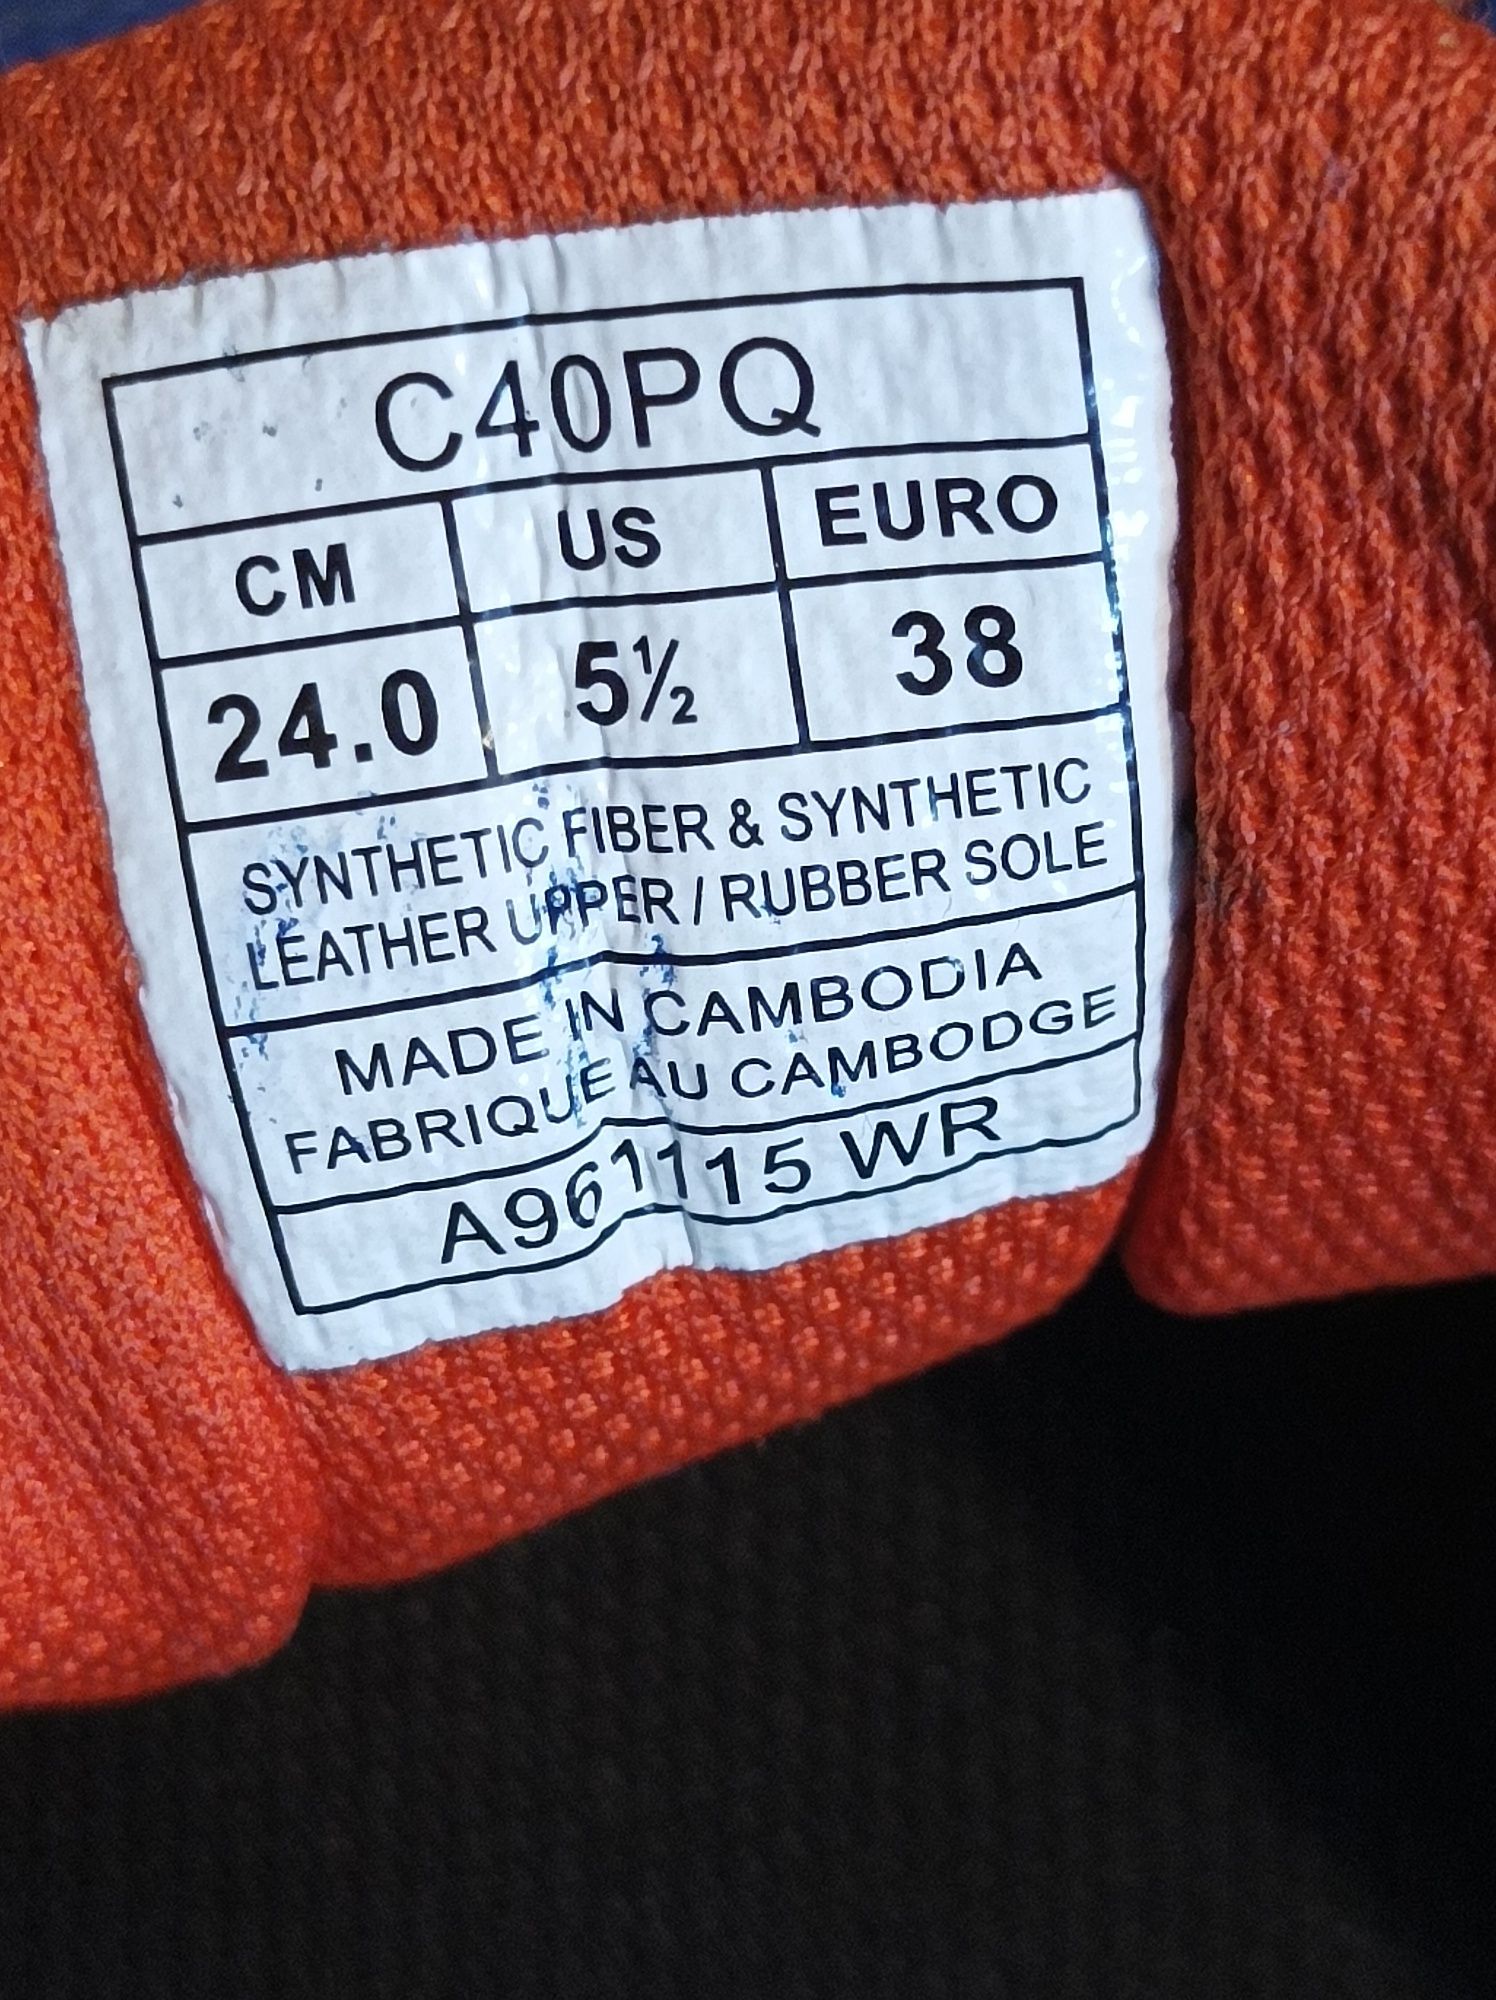 C40PQ
CM US EURO
24.0 5½ 38
SYNTHETIC FIBER & SYNTHETIC
LEATHER UPPER / RUBBER SOLE
MADE IN CAMBODIA
FABRIQUE AU CAMBODGE
A961115 WR